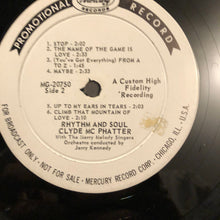 PROMOTIONAL
Mercury
RECORD
1. STOP - 2:02
2. THE NAME OF THE GAME IS
LOVE - 2:33
3. (You've Got Everything) FROM A
TO Z - 1:45
4. MAYBE - 2:33
MG-20750
Side 2
A Custom High
Fidelity
Recording
5. UP TO MY EARS IN TEARS - 2:03
6. CLIMB THAT MOUNTAIN OF
LOVE - 2:10
RHYTHM AND SOUL
CLYDE MC PHATTER
With The Merry Melody Singers
Orchestra conducted by
Jerry Kennedy
FOR BROADCAST ONLY. NOT FOR SALE - MERCURY RECORD CORP. - CHICAGO, ILL. - U.S.A.